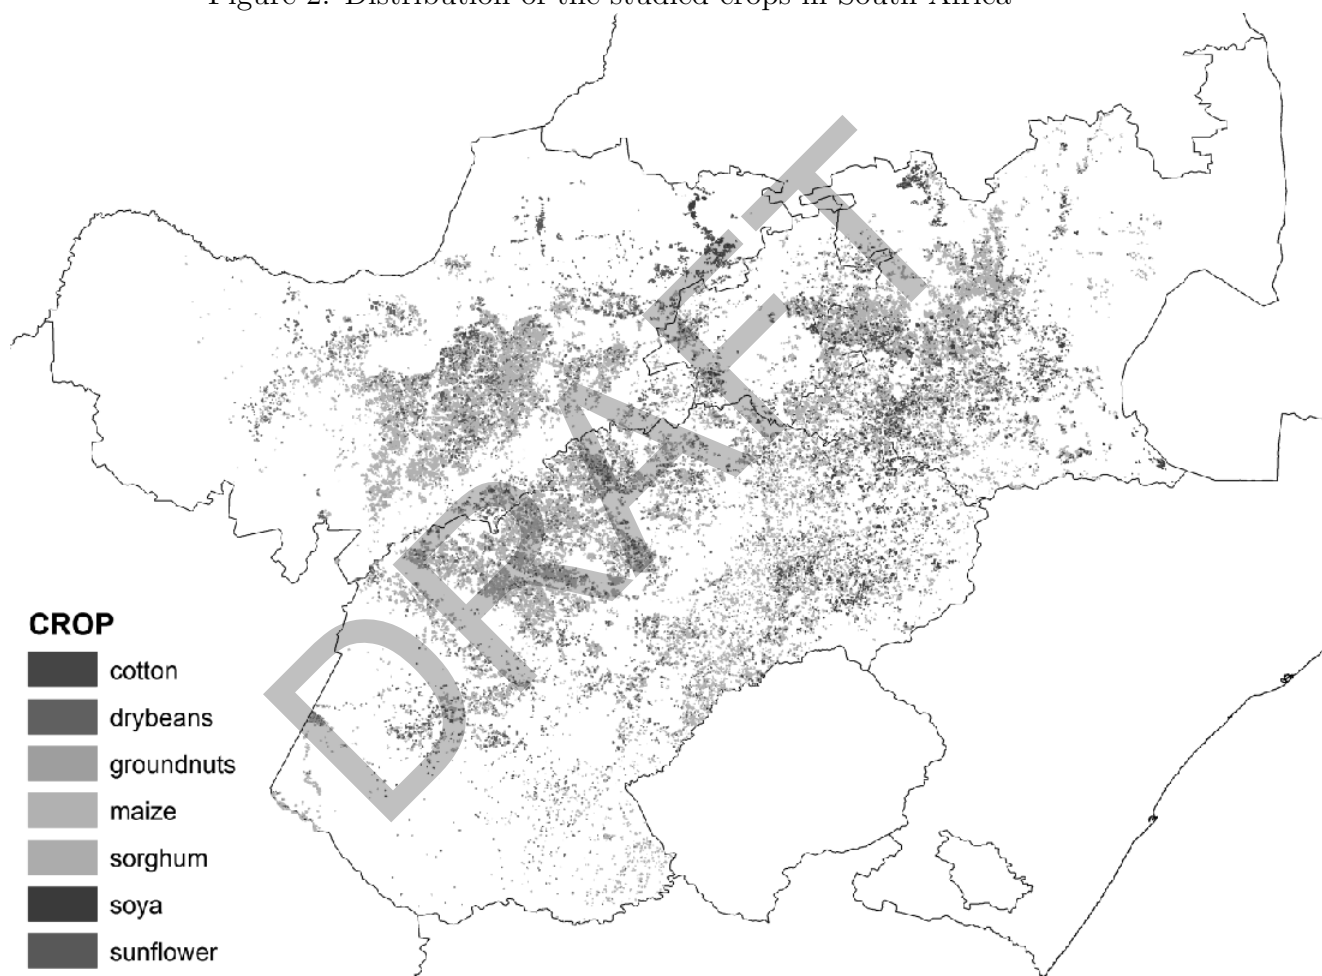 Figure 2: Distribution of the studied crops in South Africa
DRAFT
CROP
cotton
drybeans
groundnuts
maize
sorghum
soya
sunflower